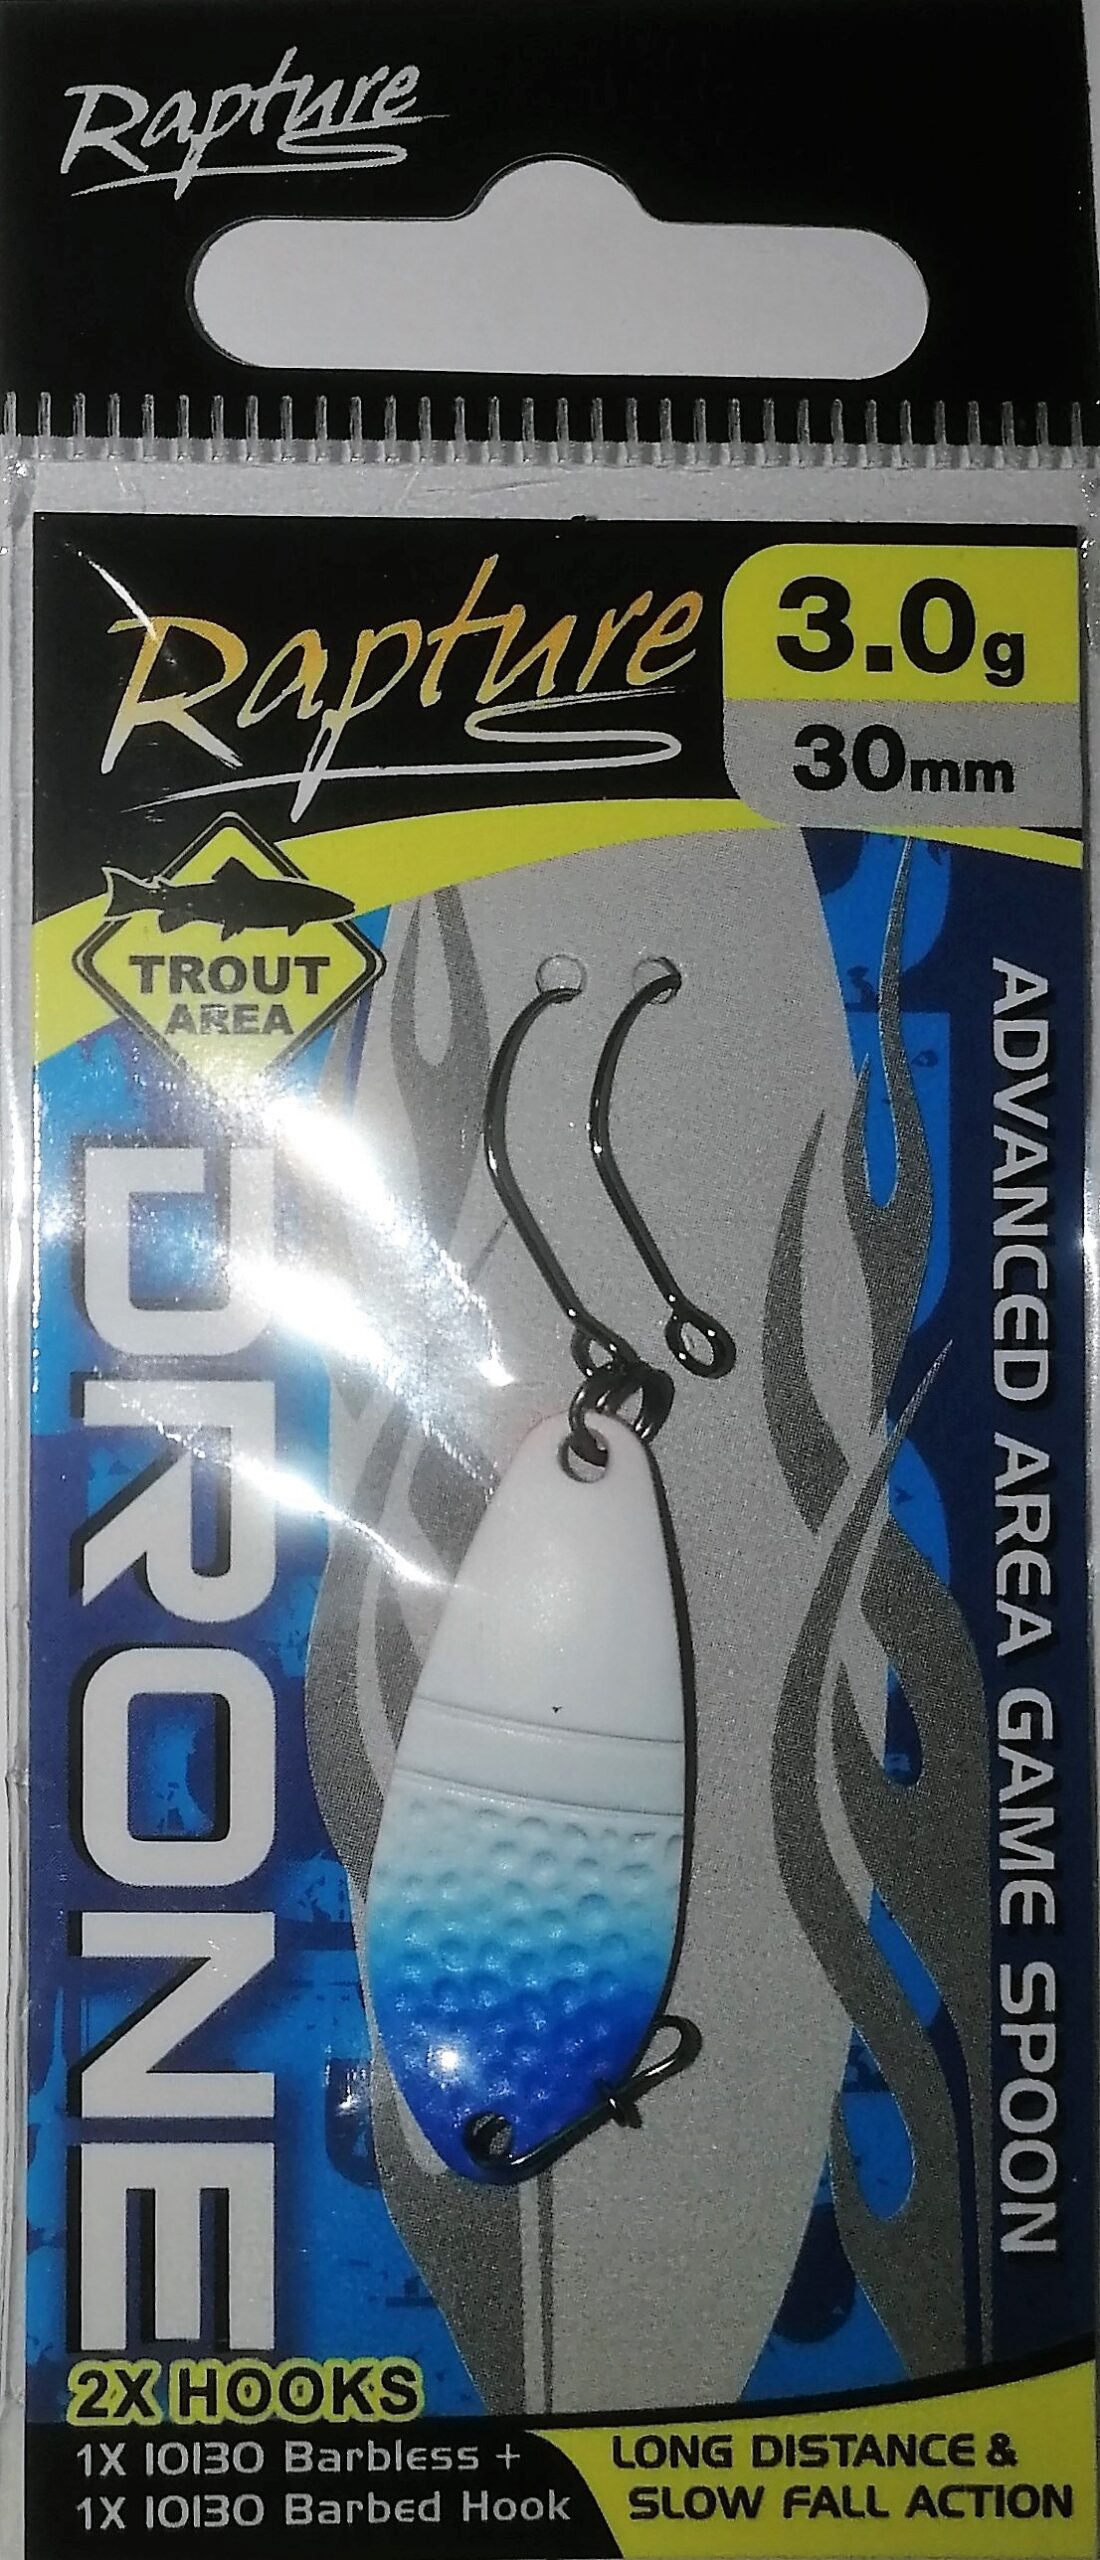 Rapture
Rapture
3.0g
30mm
TROUT
AREA
DRONE
ADVANCED AREA GAME SPOON
2X HOOKS
1X 10130 Barbless +
1X 10130 Barbed Hook
LONG DISTANCE &
SLOW FALL ACTION